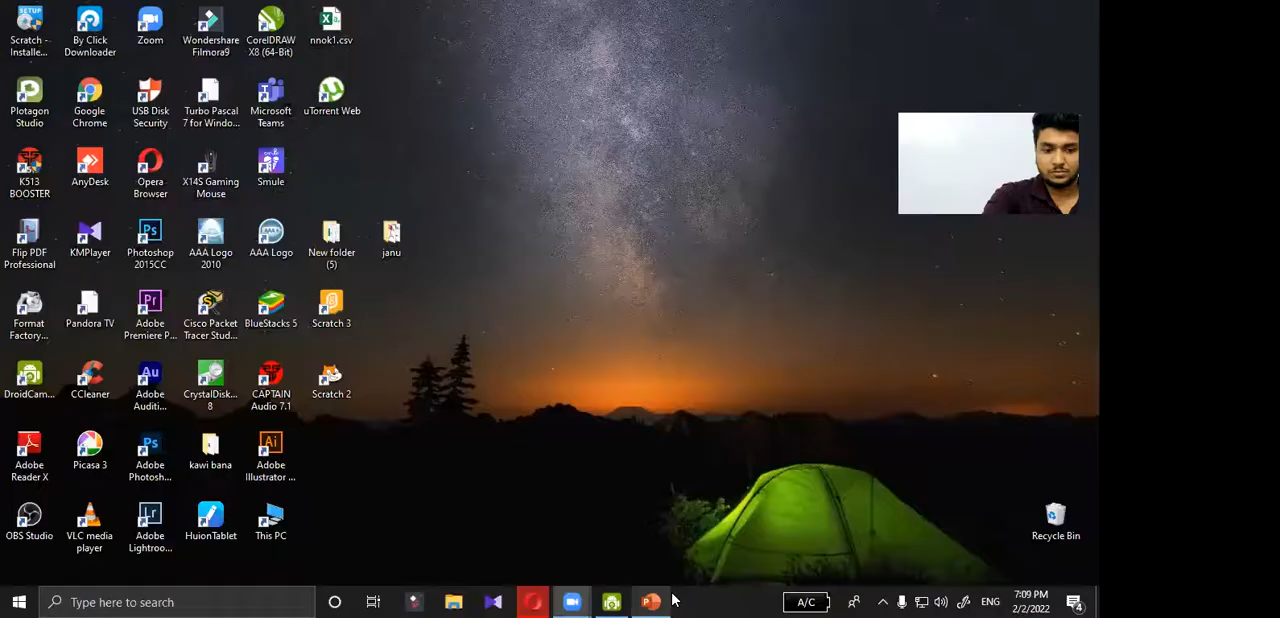 Scratch - Installe...
By Click Downloader
Zoom
Wondershare Filmora9
CorelDRAW X8 (64-Bit)
nnok1.csv
Plotagon Studio
Google Chrome
USB Disk Security
Turbo Pascal 7 for Windo...
Microsoft Teams
uTorrent Web
K513 BOOSTER
AnyDesk
Opera Browser
X14S Gaming Mouse
Smule
Flip PDF Professional
KMPlayer
Photoshop 2015CC
AAA Logo 2010
AAA Logo
New folder (5)
janu
Format Factory...
Pandora TV
Adobe Premiere P...
Cisco Packet Tracer Stud...
BlueStacks 5
Scratch 3
DroidCam...
CCleaner
Adobe Auditi...
CrystalDisk... 8
CAPTAIN Audio 7.1
Scratch 2
Adobe Reader X
Picasa 3
Adobe Photosh...
kawi bana
Adobe Illustrator ...
OBS Studio
VLC media player
Adobe Lightroo...
HuionTablet
This PC
Recycle Bin
Type here to search
A/C
ENG
7:09 PM
2/2/2022
4